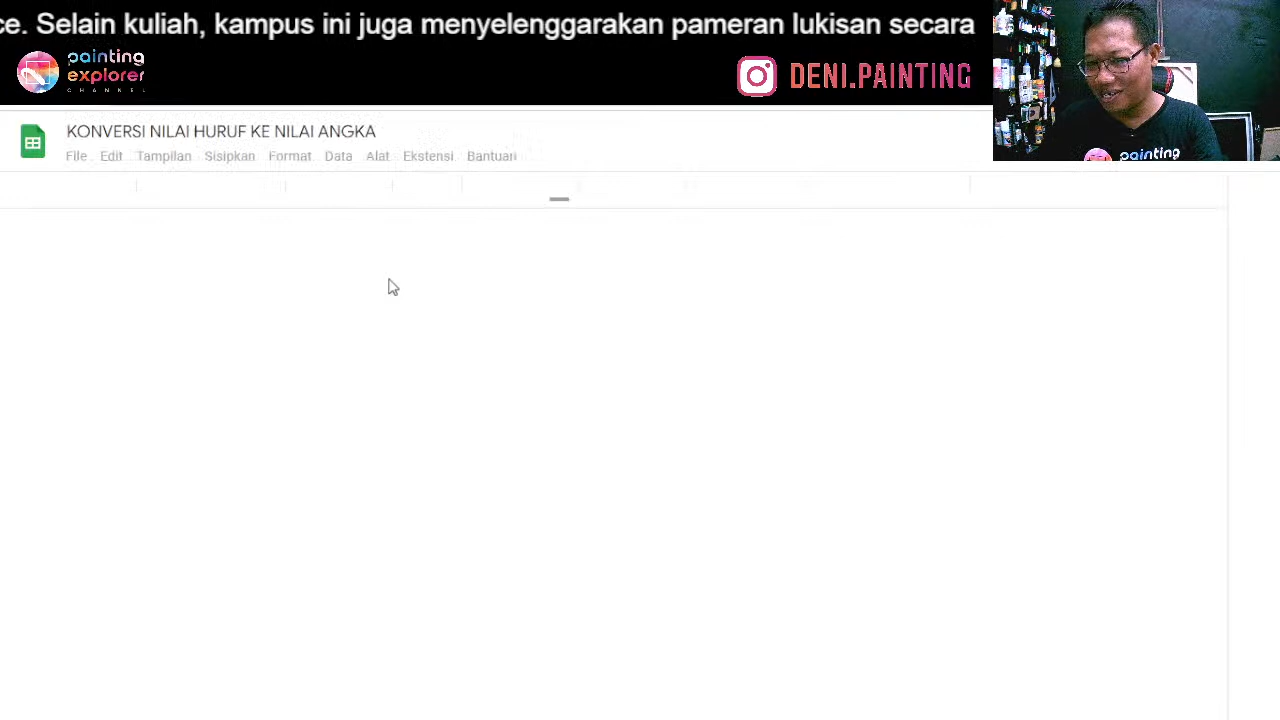 ce. Selain kuliah, kampus ini juga menyelenggarakan pameran lukisan secara
painting
explorer
CHANNEL
DENI.PAINTING
KONVERSI NILAI HURUF KE NILAI ANGKA
File Edit Tampilan Sisipkan Format Data Alat Ekstensi Bantuan
painting